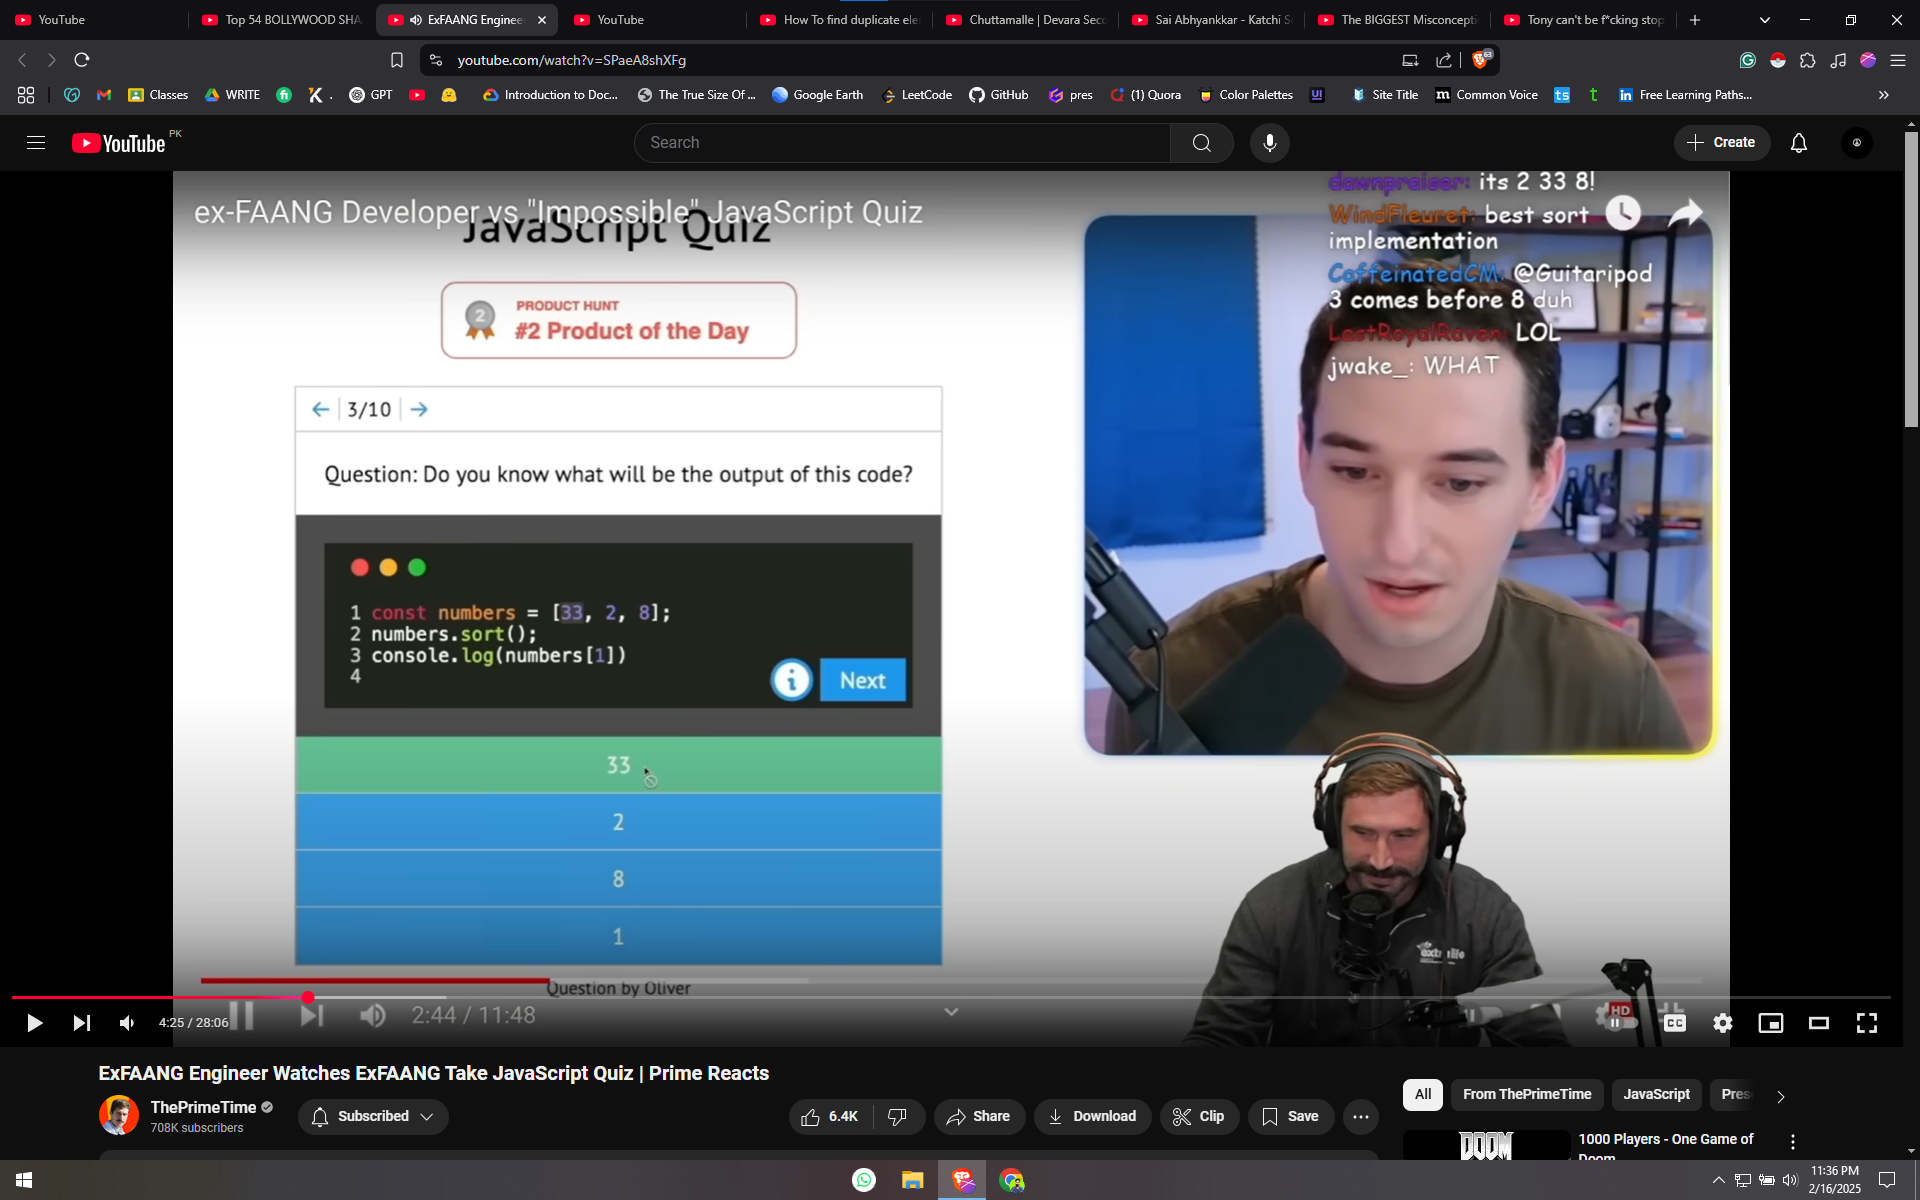 YouTube
Top 54 BOLLYWOOD SHA
ExFAANG Enginee
YouTube
How To find duplicate ele
Chuttamalle | Devara Seco
Sai Abhyankkar - Katchi S
The BIGGEST Misconcepti
Tony can't be f*cking stop
youtube.com/watch?v=SPaeA8shXFg
63
Classes
WRITE
GPT
Introduction to Doc...
The True Size Of ...
Google Earth
LeetCode
GitHub
pres
(1) Quora
Color Palettes
Site Title
Common Voice
Free Learning Paths...
YouTube PK
Search
Create
ex-FAANG Developer vs "Impossible" JavaScript Quiz
JavaScript Quiz
2
PRODUCT HUNT
#2 Product of the Day
3/10
Question: Do you know what will be the output of this code?
1 const numbers = [33, 2, 8];
2 numbers.sort();
3 console.log(numbers[1])
4
Next
33
2
8
1
Question by Oliver
dawnpraiser: its 2 33 8!
WindFleuret: best sort
implementation
CaffeinatedCM: @Guitaripod
3 comes before 8 duh
LestRoyalRaven: LOL
jwake_: WHAT
extralife
2:44 / 11:48
HD
4:25 / 28:06
CC
ExFAANG Engineer Watches ExFAANG Take JavaScript Quiz | Prime Reacts
ThePrimeTime
708K subscribers
Subscribed
6.4K
Share
Download
Clip
Save
All
From ThePrimeTime
JavaScript
Pres
DOOM
1000 Players - One Game of
Doom
11:36 PM
2/16/2025